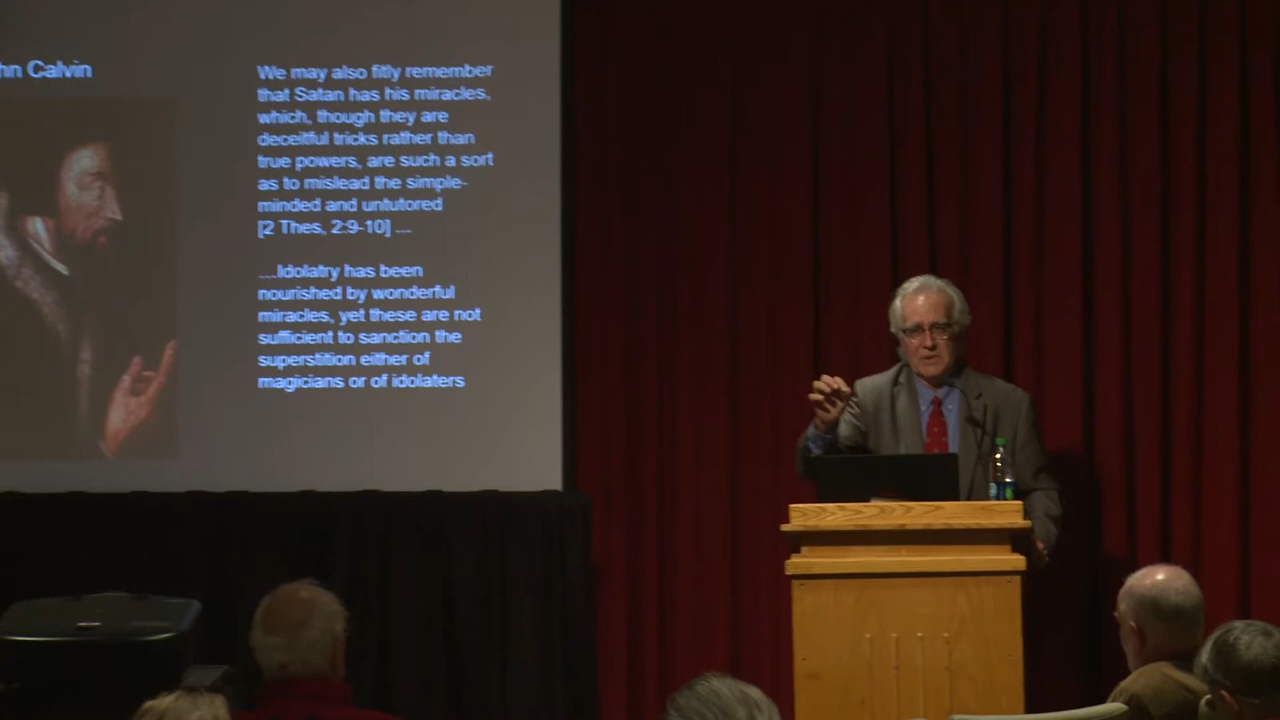 hn Calvin
We may also fitly remember
that Satan has his miracles,
which, though they are
deceitful tricks rather than
true powers, are such a sort
as to mislead the simple-
minded and untutored
[2 Thes, 2:9-10] ...
...Idolatry has been
nourished by wonderful
miracles, yet these are not
sufficient to sanction the
superstition either of
magicians or of idolaters